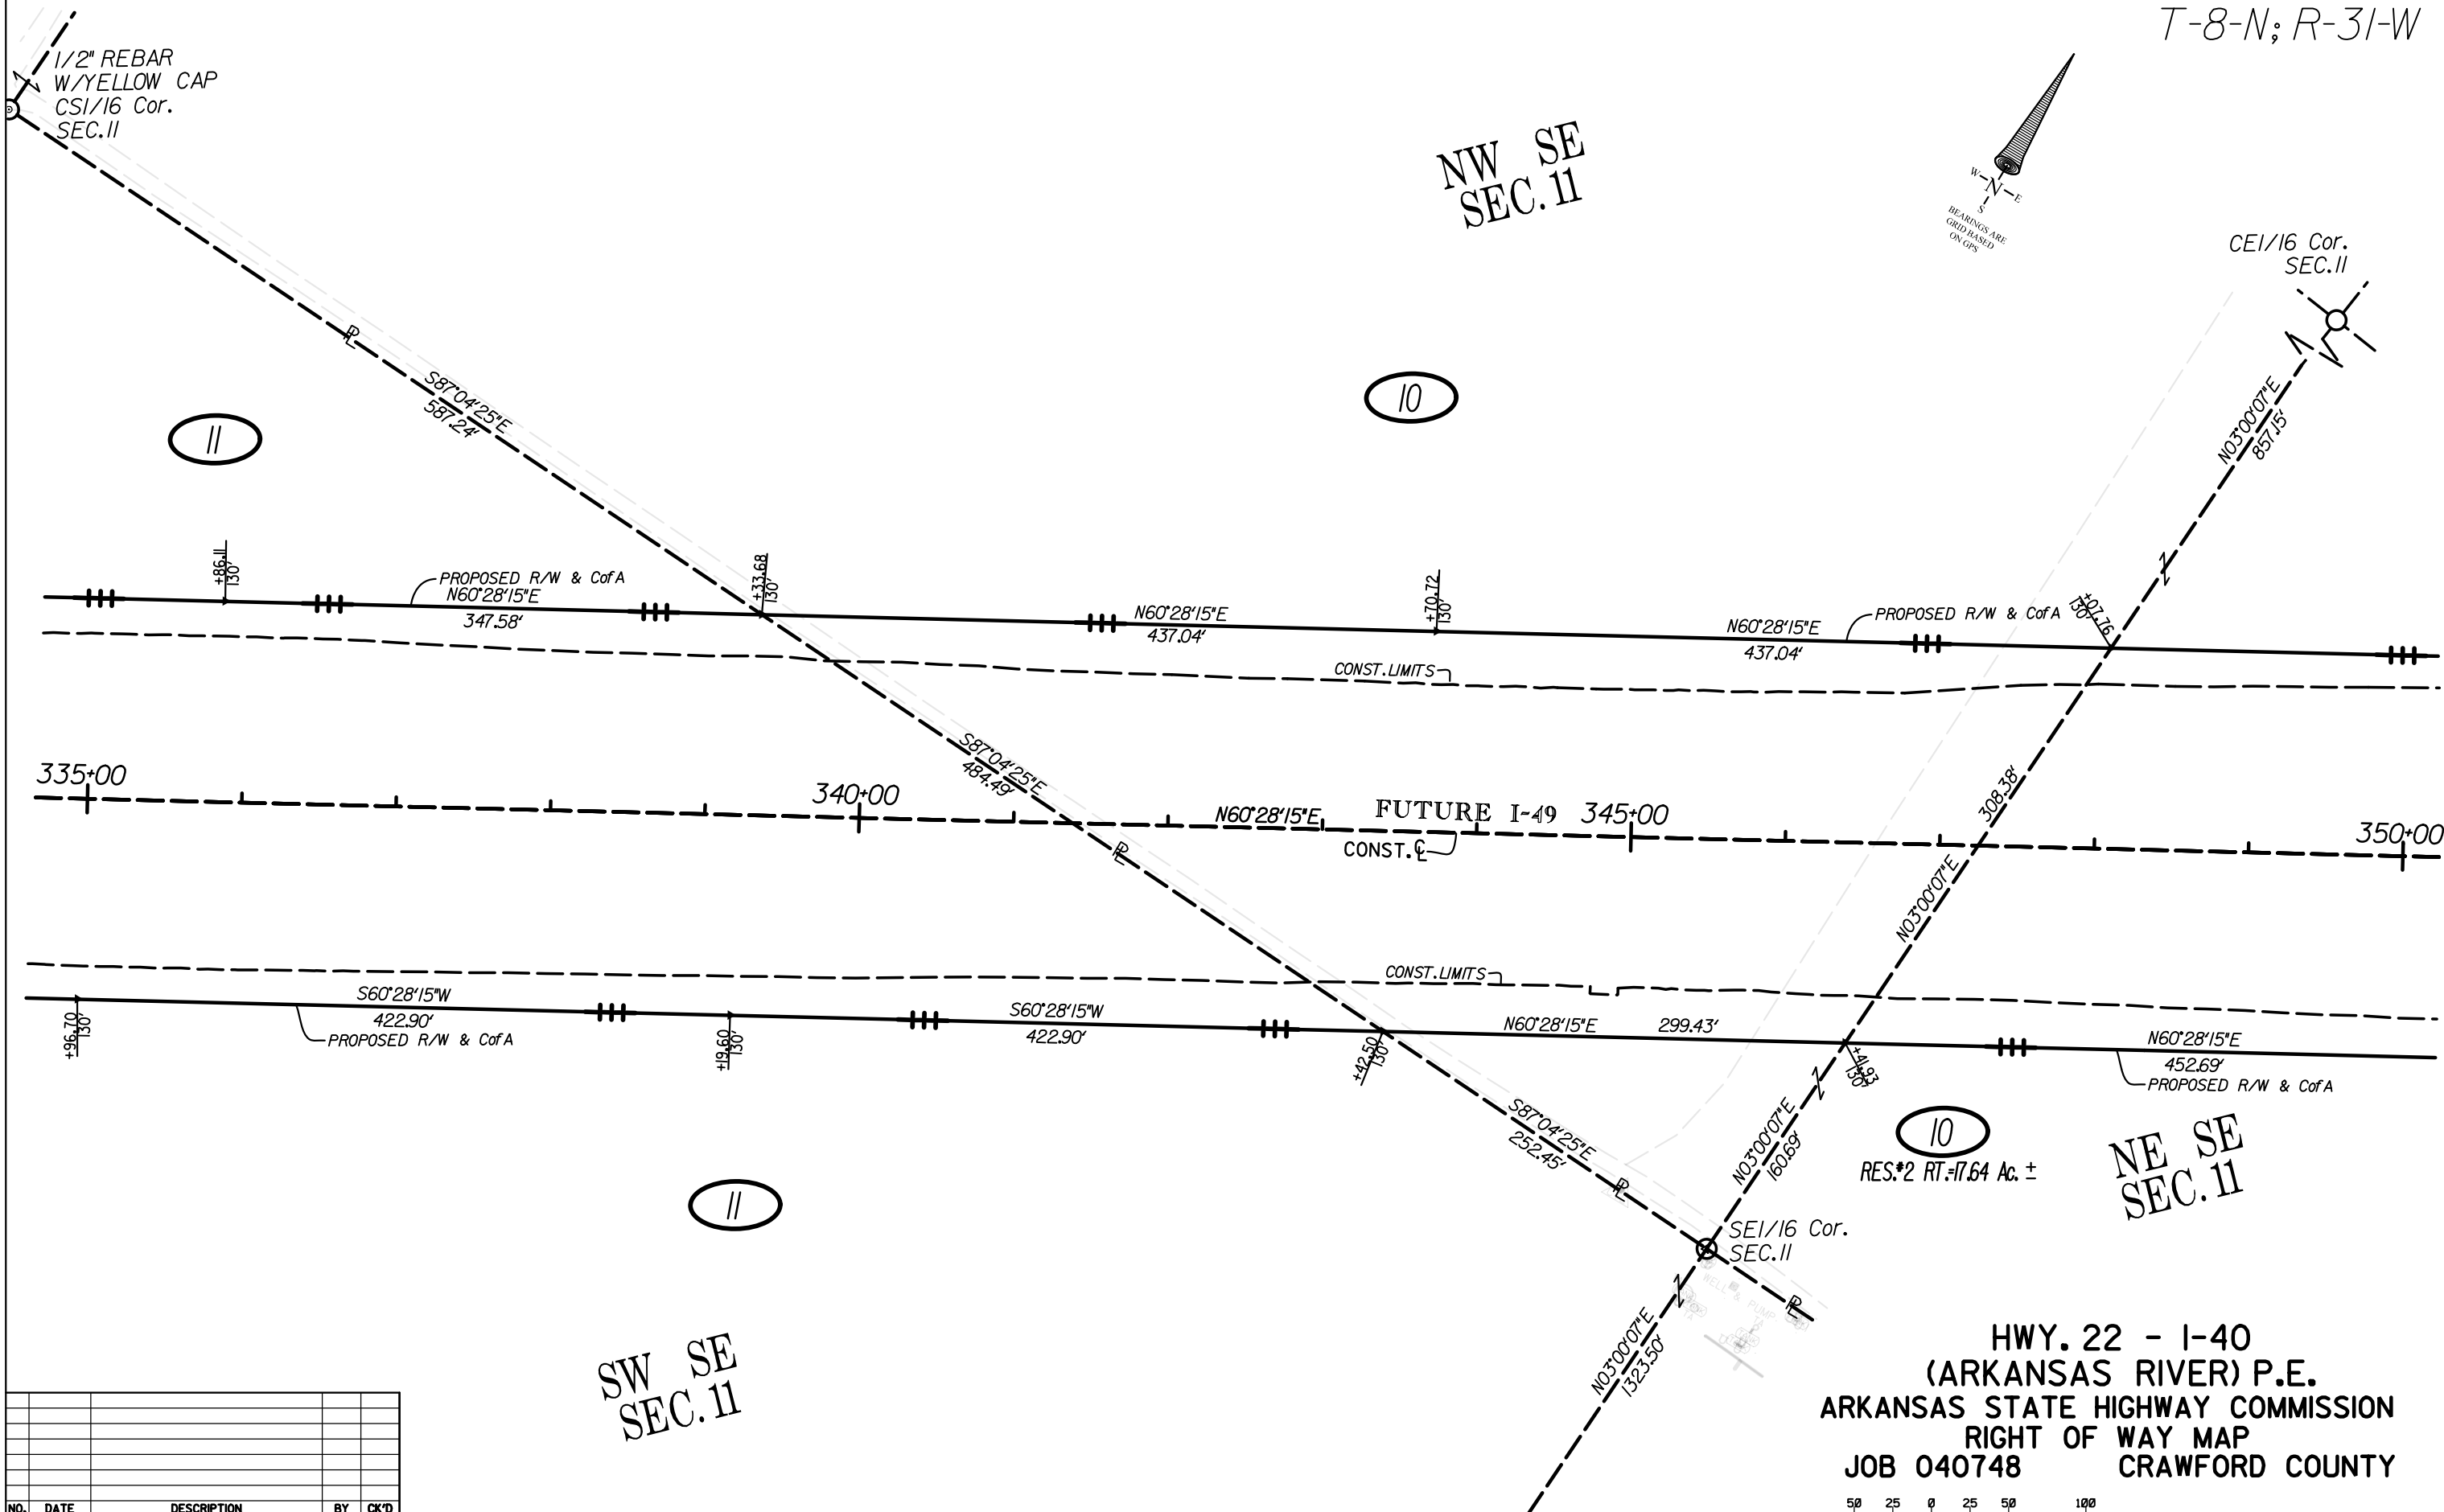 T-8-N; R-31-W
1/2" REBAR
W/YELLOW CAP
CS1/16 Cor.
SEC.11
NW SE
SEC. 11
W N E
S
BEARINGS ARE
GRID BASED
ON GPS
CE1/16 Cor.
SEC.11
PL
S87°04'25"E
587.24'
11
10
N03°00'07"E
857.15'
+86.11
130'
PROPOSED R/W & CofA
N60°28'15"E
347.58'
+33.68
130'
N60°28'15"E
437.04'
+70.72
130'
N60°28'15"E
437.04'
PROPOSED R/W & CofA
+07.76
130'
CONST. LIMITS
335+00
340+00
S87°04'25"E
484.49'
N60°28'15"E
FUTURE I-49
345+00
308.38'
350+00
CONST. CL
PL
N03°00'07"E
CONST. LIMITS
+96.70
130'
S60°28'15"W
422.90'
PROPOSED R/W & CofA
+19.60
130'
S60°28'15"W
422.90'
+42.50
130'
N60°28'15"E 299.43'
+41.93
130'
N60°28'15"E
452.69'
PROPOSED R/W & CofA
S87°04'25"E
252.45'
PL
N03°00'07"E
160.69'
10
RES.#2 RT.=17.64 Ac. ±
NE SE
SEC. 11
11
SE1/16 Cor.
SEC.11
WELL & PUMP
PL
N03°00'07"E
1323.50'
SW SE
SEC. 11
HWY. 22 - I-40
(ARKANSAS RIVER) P.E.
ARKANSAS STATE HIGHWAY COMMISSION
RIGHT OF WAY MAP
JOB 040748 CRAWFORD COUNTY
50 25 0 25 50 100
NO. DATE DESCRIPTION BY CK'D